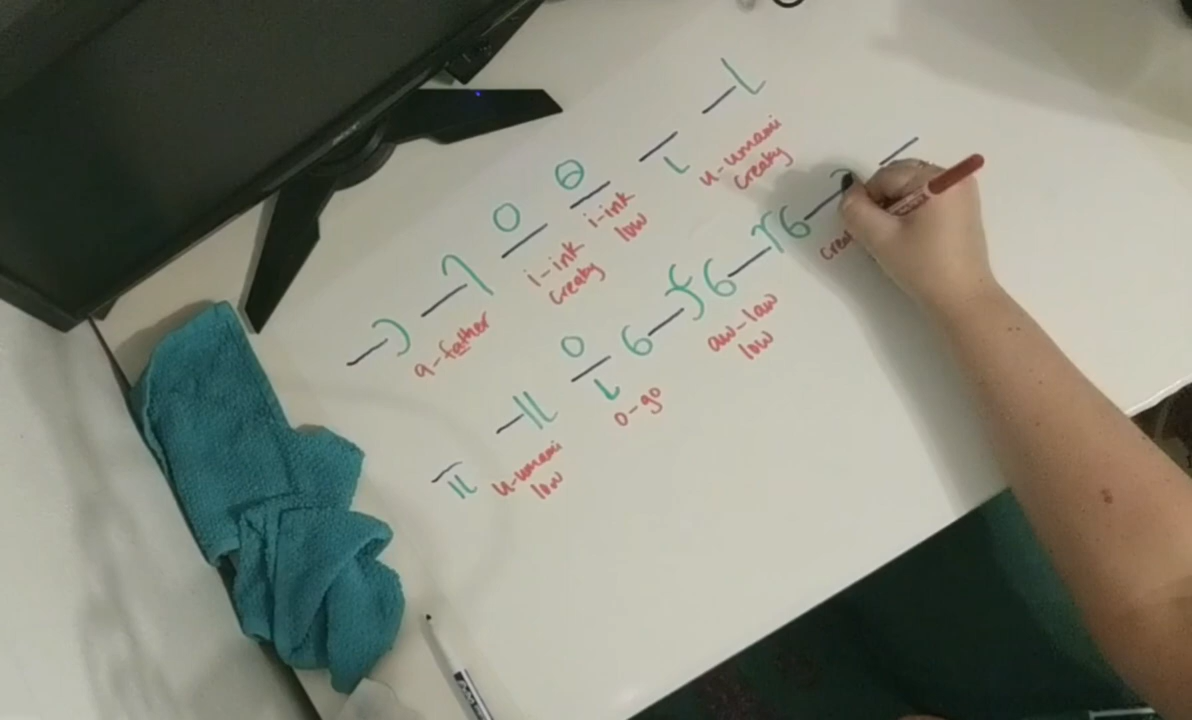 –ာ –ါ –ိ –ီ –ု –ု
a-father
i-ink
creaky
i-ink
low
u-umami
creaky
–ူ –ူ –ို ေ–ာ် ေ–ါ် ေ–
u-umami
low
o-go
aw-law
low